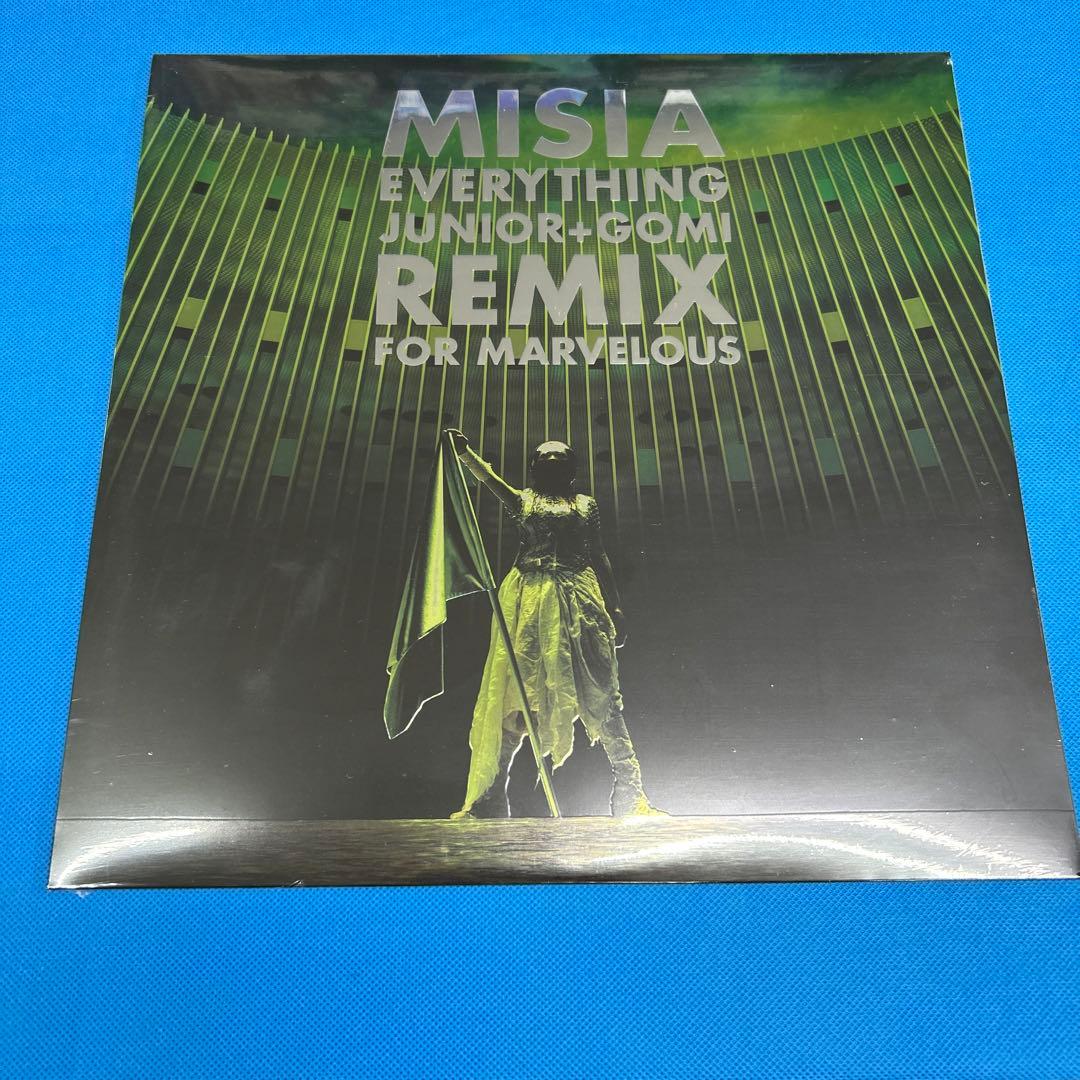 MISIA
EVERYTHING
JUNIOR+GOMI
REMIX
FOR MARVELOUS